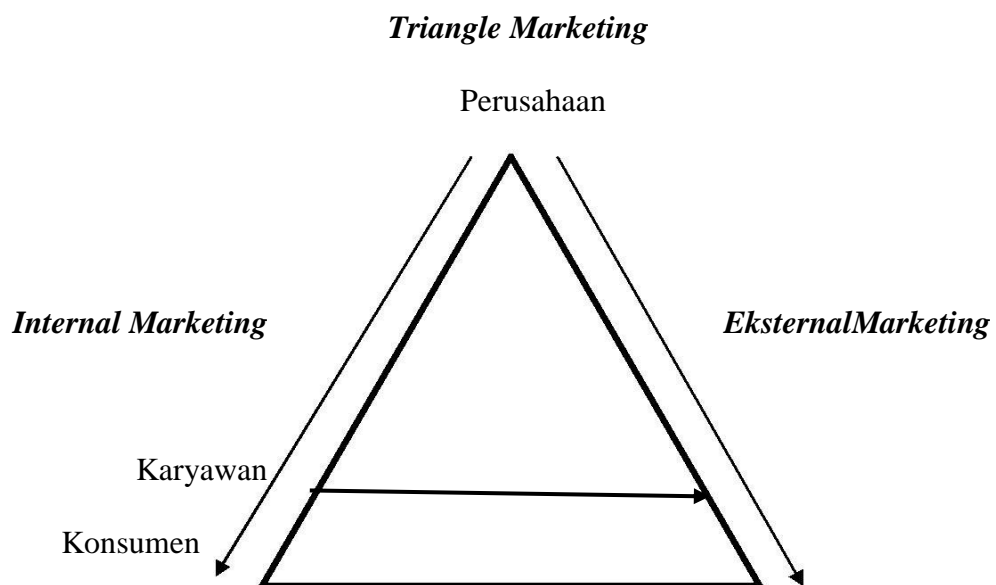 Triangle Marketing
Perusahaan
Internal Marketing
EksternalMarketing
Karyawan
Konsumen